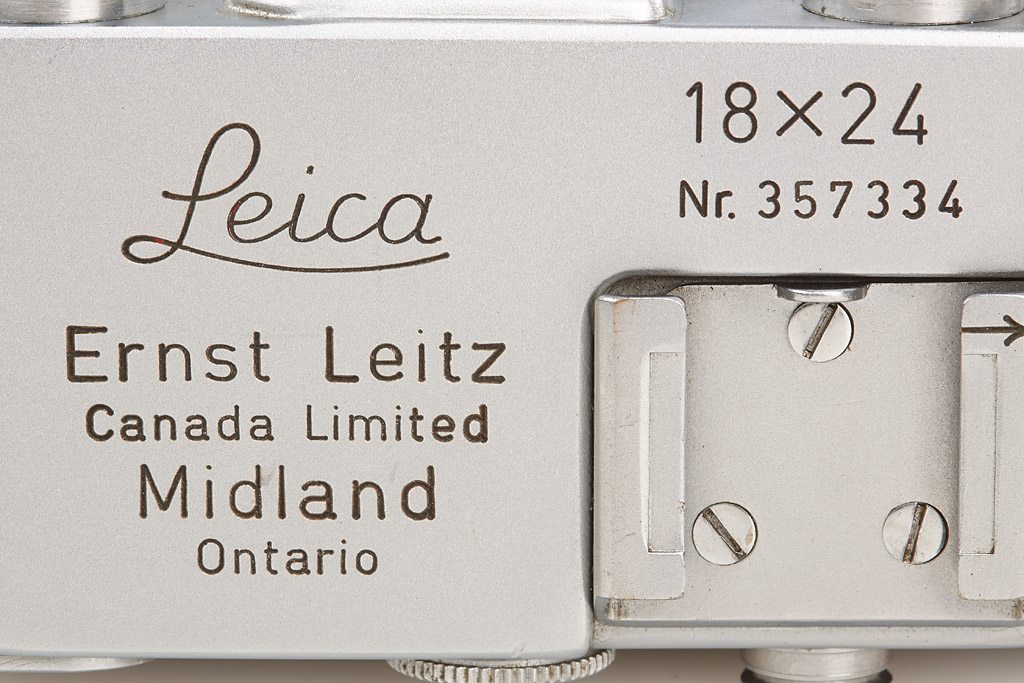 Leica
Ernst Leitz
Canada Limited
Midland
Ontario
18×24
Nr. 357334